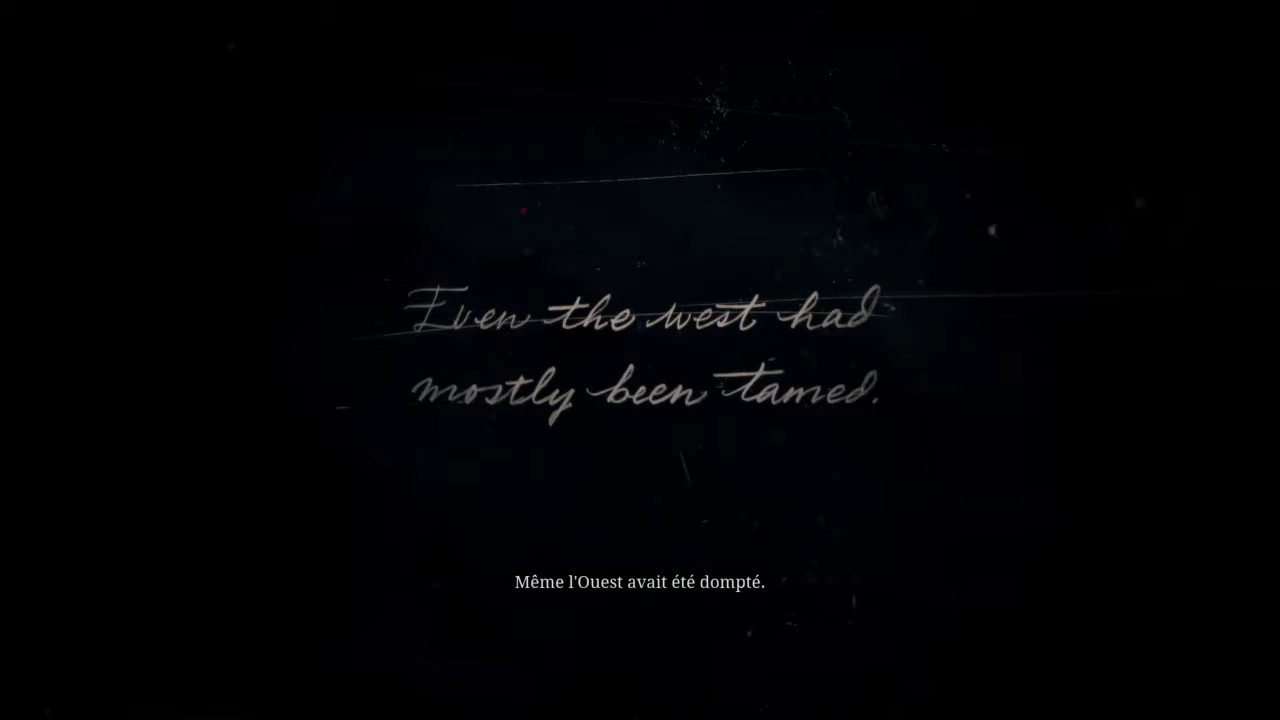 Even the west had
mostly been tamed.
Même l'Ouest avait été dompté.